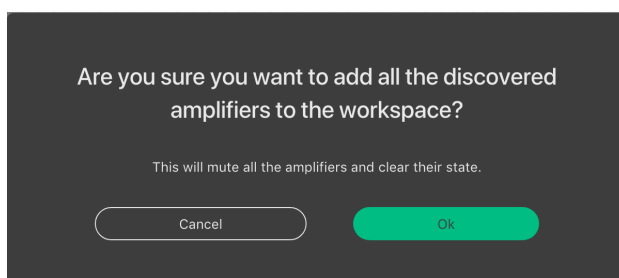 Are you sure you want to add all the discovered
amplifiers to the workspace?
This will mute all the amplifiers and clear their state.
Cancel
Ok